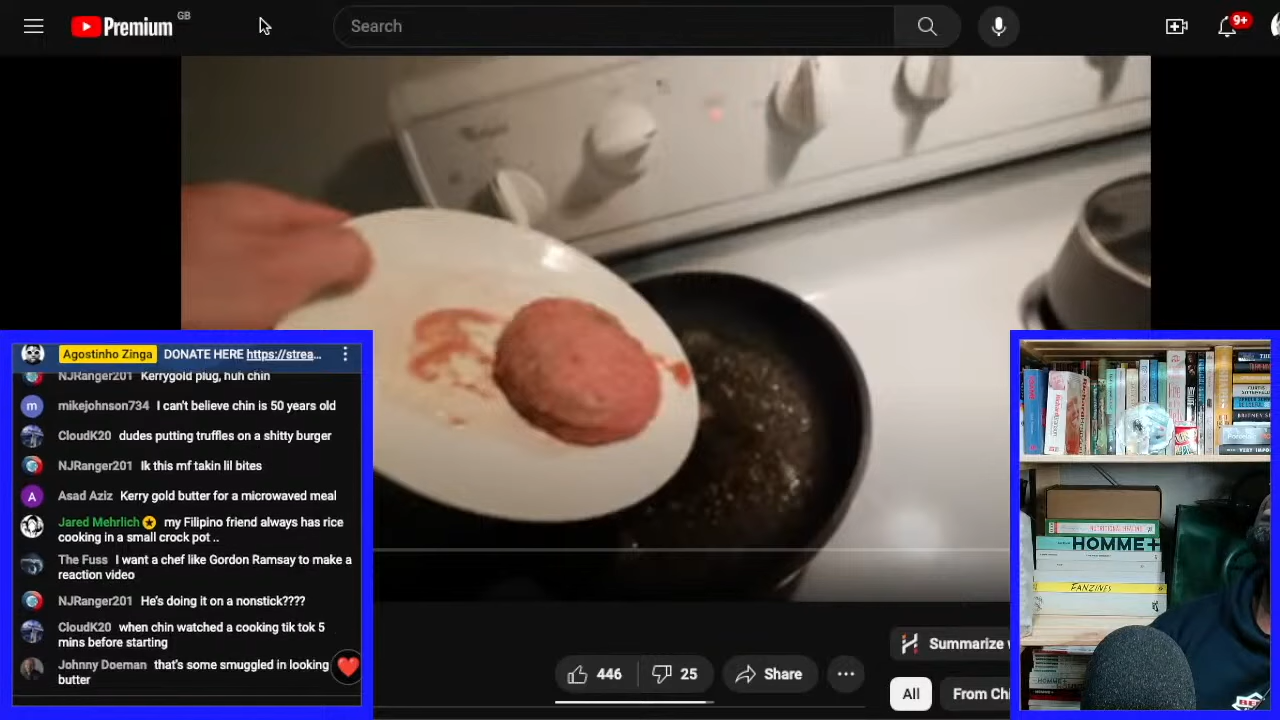 Premium GB
Search
9+
Agostinho Zinga DONATE HERE https://strea...
NJRanger201 Kerrygold plug, huh chin
mikejohnson734 I can't believe chin is 50 years old
CloudK20 dudes putting truffles on a shitty burger
NJRanger201 Ik this mf takin lil bites
Asad Aziz Kerry gold butter for a microwaved meal
Jared Mehrlich my Filipino friend always has rice
cooking in a small crock pot ..
The Fuss I want a chef like Gordon Ramsay to make a
reaction video
NJRanger201 He's doing it on a nonstick????
CloudK20 when chin watched a cooking tik tok 5
mins before starting
Johnny Doeman that's some smuggled in looking
butter
446
25
Share
Summarize
All
From Chi
NUTRITIONAL HEALING
HOMME+
FANZINES